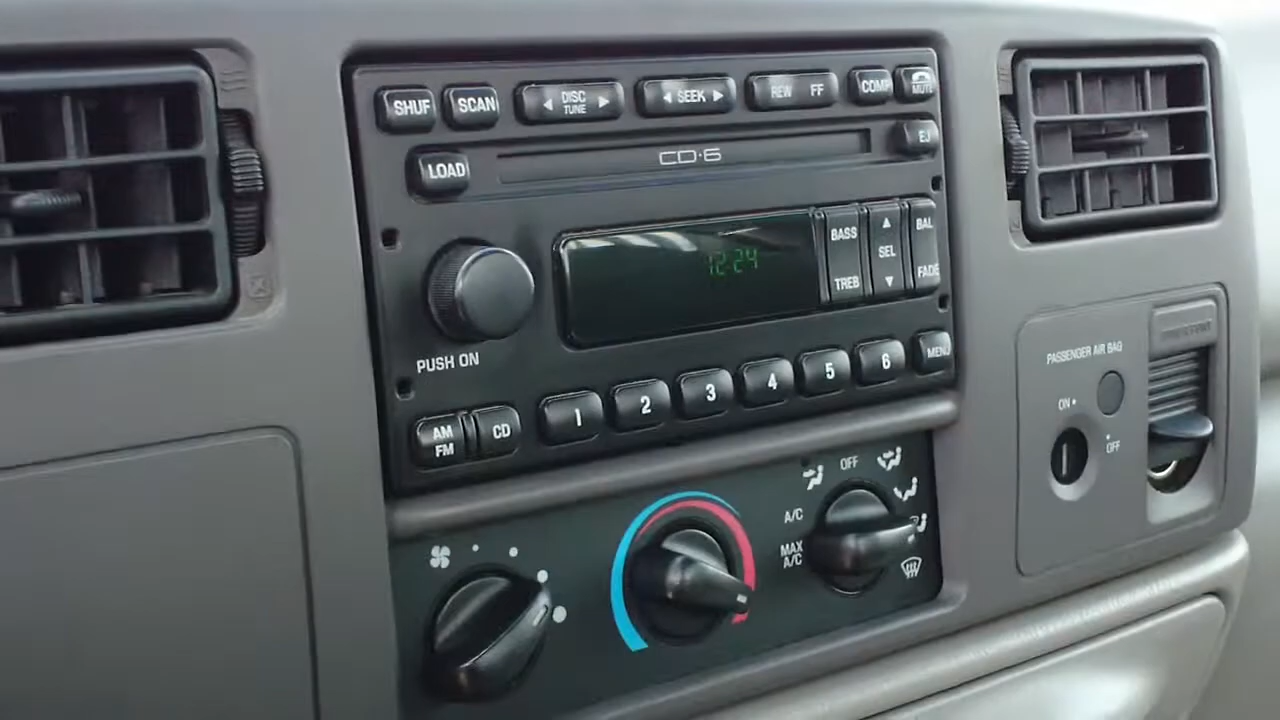 SHUF SCAN DISC TUNE SEEK REW FF COMP MUTE
LOAD CD·6 EJ
12:24
BASS SEL BAL
TREB FADE
PUSH ON
AM FM CD 1 2 3 4 5 6 MENU
OFF
A/C
MAX A/C
PASSENGER AIR BAG
ON
OFF